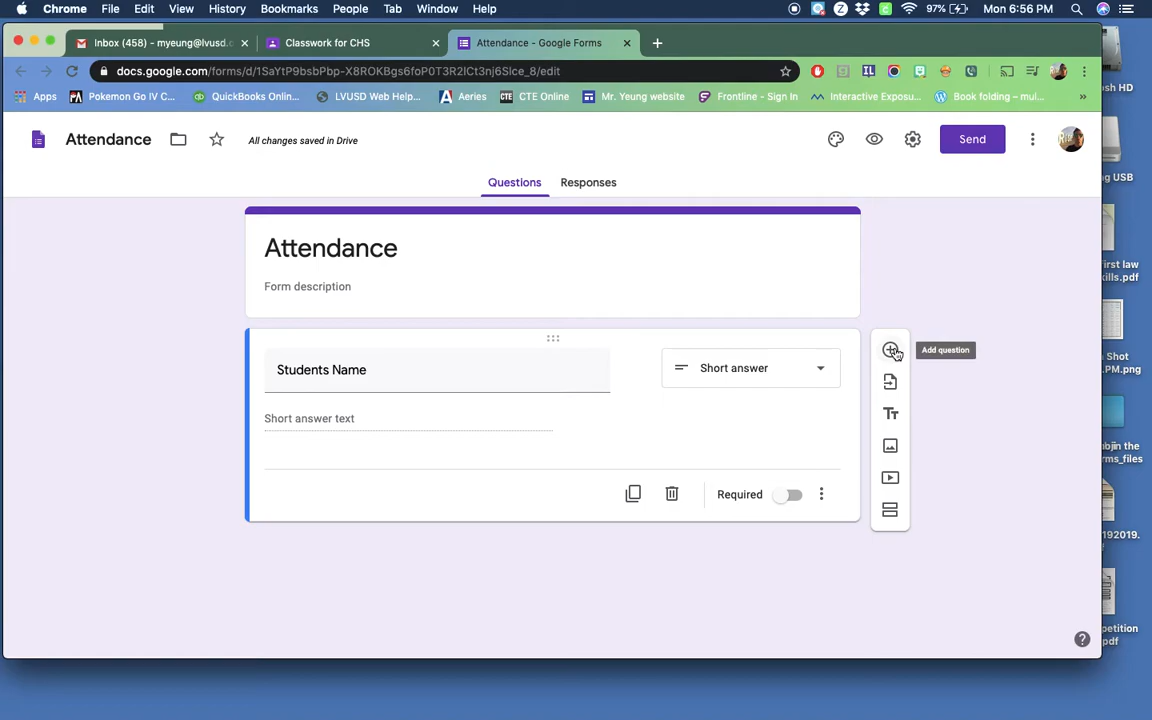 Chrome File Edit View History Bookmarks People Tab Window Help 97% Mon 6:56 PM
Inbox (458) - myeung@lvusd.c Classwork for CHS Attendance - Google Forms
docs.google.com/forms/d/1SaYtP9bsbPbp-X8ROKBgs6foP0T3R2lCt3nj6Slce_8/edit
ush HD
Apps Pokemon Go IV C... QuickBooks Onlin... LVUSD Web Help... Aeries CTE CTE Online Mr. Yeung website Frontline - Sign In Interactive Exposu... Book folding – mul... »
Attendance All changes saved in Drive Send
g USB
Questions Responses
Attendance
First law
kills.pdf
Form description
Students Name Short answer Add question
n Shot
.PM.png
Short answer text
Tt
bjin the
rms_files
Required
192019.
petition
pdf